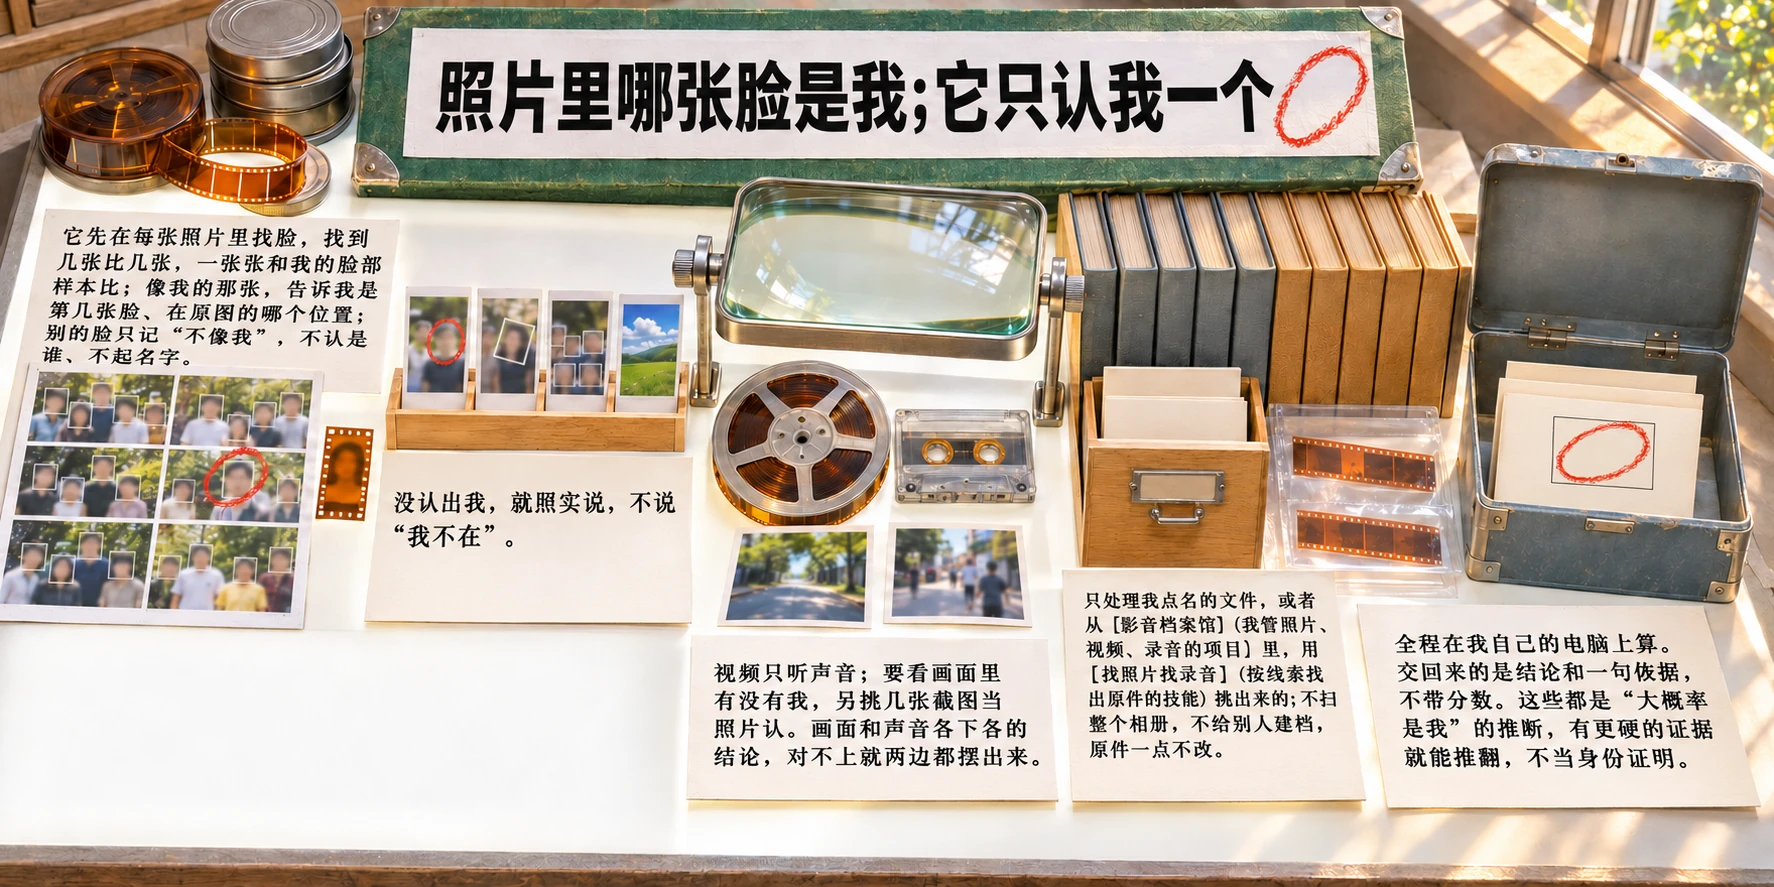 照片里哪张脸是我;它只认我一个
它先在每张照片里找脸，找到
几张比几张，一张张和我的脸部
样本比；像我的那张，告诉我是
第几张脸、在原图的哪个位置；
别的脸只记“不像我”，不认是
谁、不起名字。
没认出我，就照实说，不说
“我不在”。
视频只听声音；要看画面里
有没有我，另挑几张截图当
照片认。画面和声音各下各的
结论，对不上就两边都摆出来。
只处理我点名的文件，或者
从［影音档案馆］(我管照片、
视频、录音的项目］里，用
［找照片找录音］(按线索找
出原件的技能）挑出来的;不扫
整个相册，不给别人建档，
原件一点不改。
全程在我自己的电脑上算。
交回来的是结论和一句依据，
不带分数。这些都是“大概率
是我”的推断，有更硬的证据
就能推翻，不当身份证明。